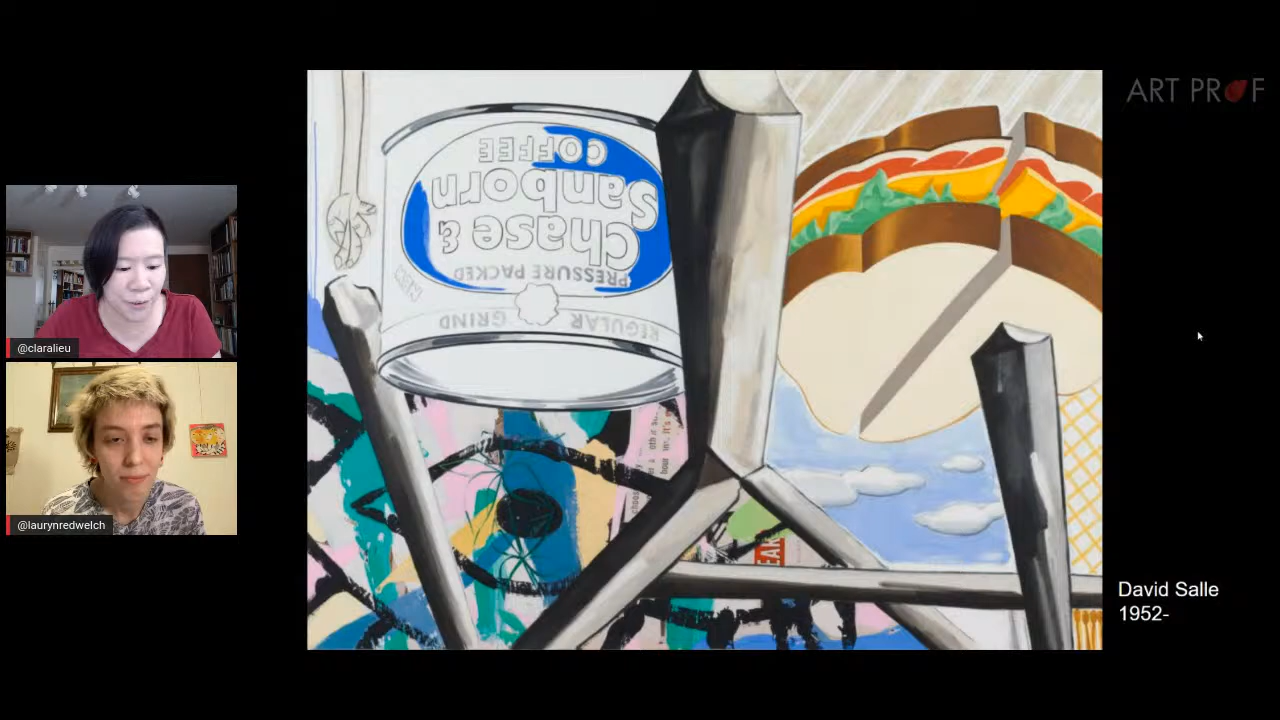 ART PROF
@claralieu
@laurynredwelch
REGULAR GRIND
PRESSURE PACKED
Chase &
Sanborn
COFFEE
David Salle
1952-